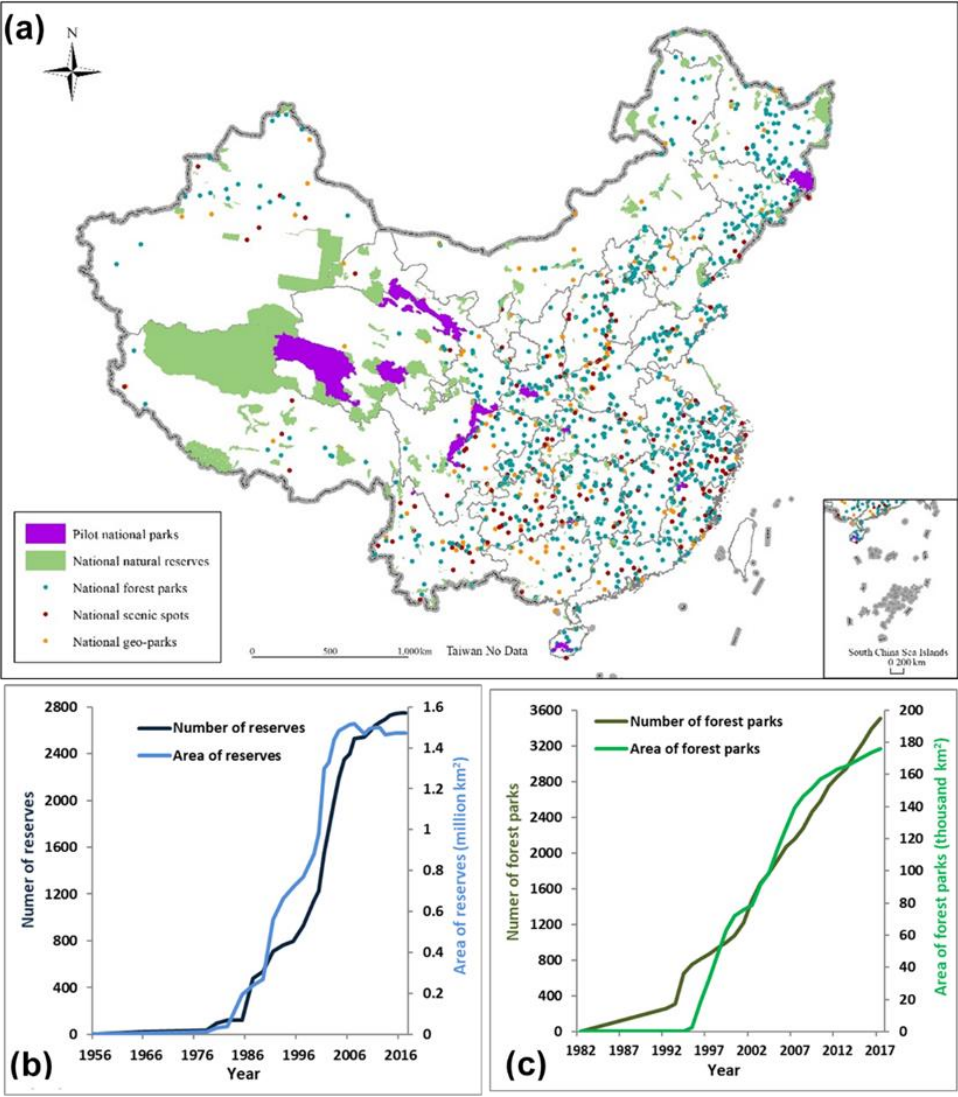 (a)
N
Pilot national parks
National natural reserves
National forest parks
National scenic spots
National geo-parks
0 500 1,000km
Taiwan No Data
South China Sea Islands
0 200 km
2800
2400
2000
1600
1200
800
400
0
Numer of reserves
Number of reserves
Area of reserves
1.6
1.4
1.2
1
0.8
0.6
0.4
0.2
0
Area of reserves (million km²)
1956 1966 1976 1986 1996 2006 2016
Year
(b)
3600
3200
2800
2400
2000
1600
1200
800
400
0
Numer of forest parks
Number of forest parks
Area of forest parks
200
180
160
140
120
100
80
60
40
20
0
Area of forest parks (thousand km²)
1982 1987 1992 1997 2002 2007 2012 2017
Year
(c)